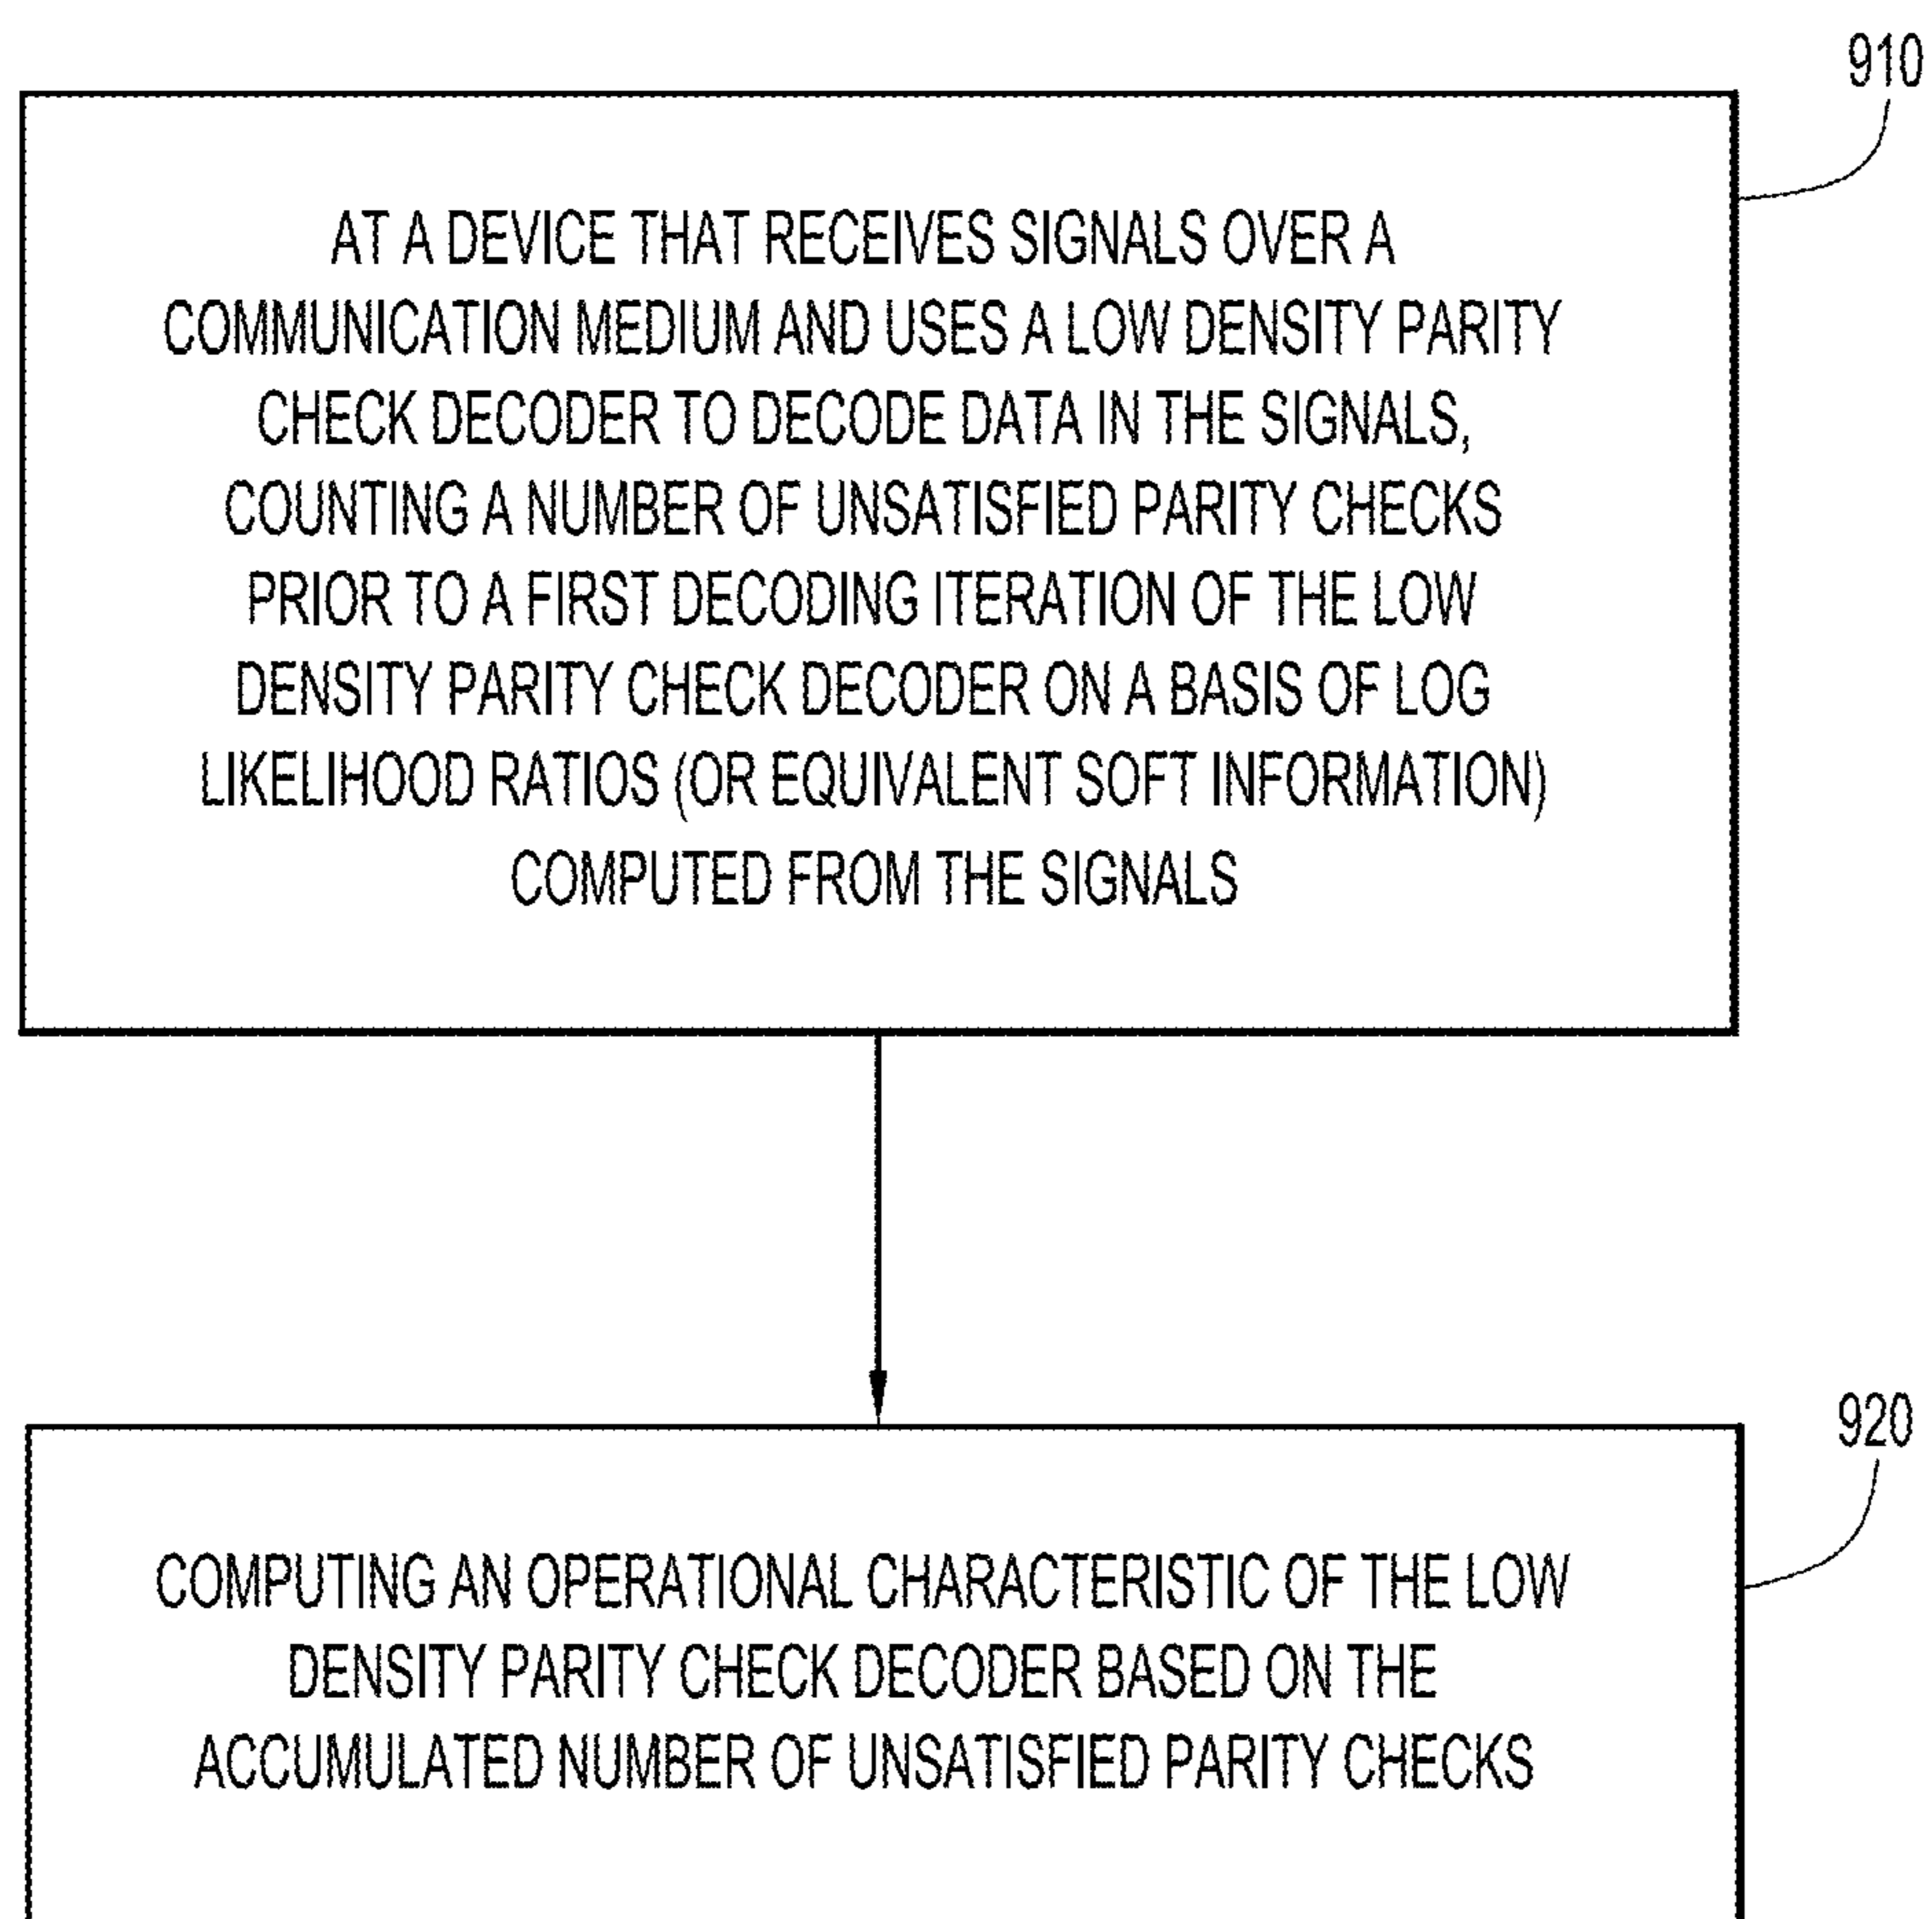 910
AT A DEVICE THAT RECEIVES SIGNALS OVER A
COMMUNICATION MEDIUM AND USES A LOW DENSITY PARITY
CHECK DECODER TO DECODE DATA IN THE SIGNALS,
COUNTING A NUMBER OF UNSATISFIED PARITY CHECKS
PRIOR TO A FIRST DECODING ITERATION OF THE LOW
DENSITY PARITY CHECK DECODER ON A BASIS OF LOG
LIKELIHOOD RATIOS (OR EQUIVALENT SOFT INFORMATION)
COMPUTED FROM THE SIGNALS
920
COMPUTING AN OPERATIONAL CHARACTERISTIC OF THE LOW
DENSITY PARITY CHECK DECODER BASED ON THE
ACCUMULATED NUMBER OF UNSATISFIED PARITY CHECKS